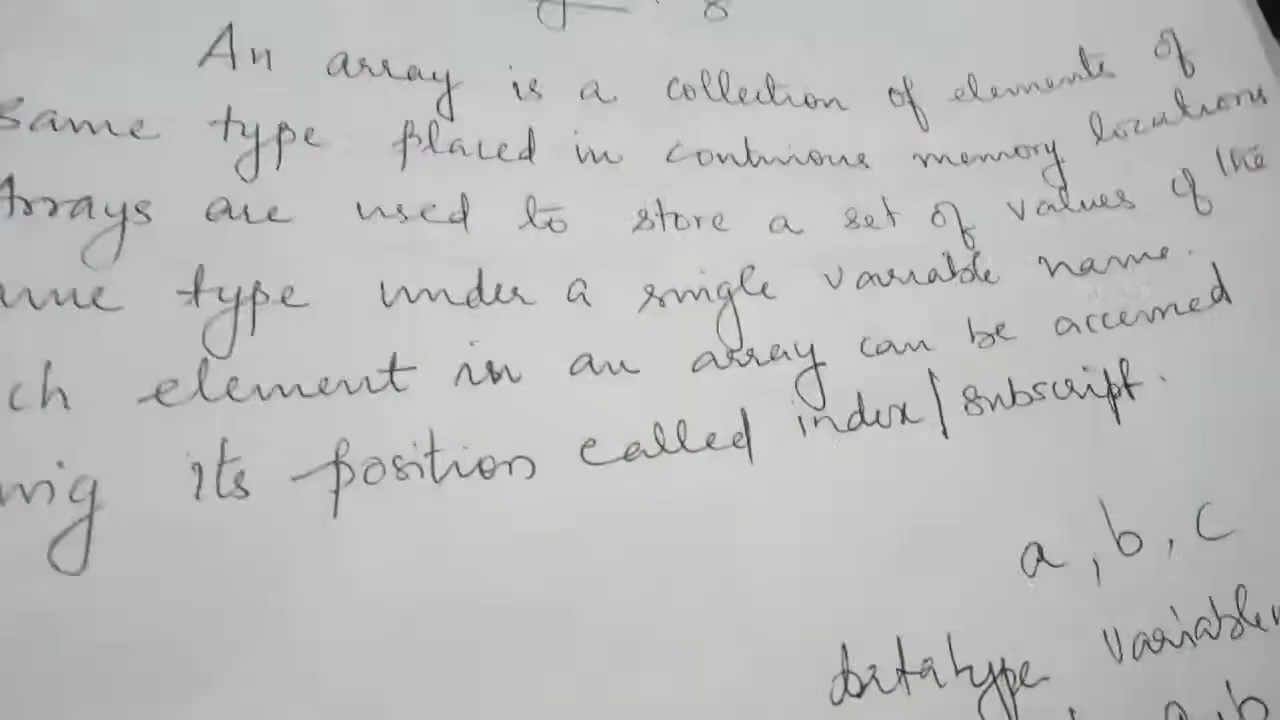 An array is a collection of elements of
same type placed in continuous memory locations
Arrays are used to store a set of values of the
type under a single variable name.
ch element in an array can be accessed
its position called index/subscript.
a, b, c
datatype variable
a, b